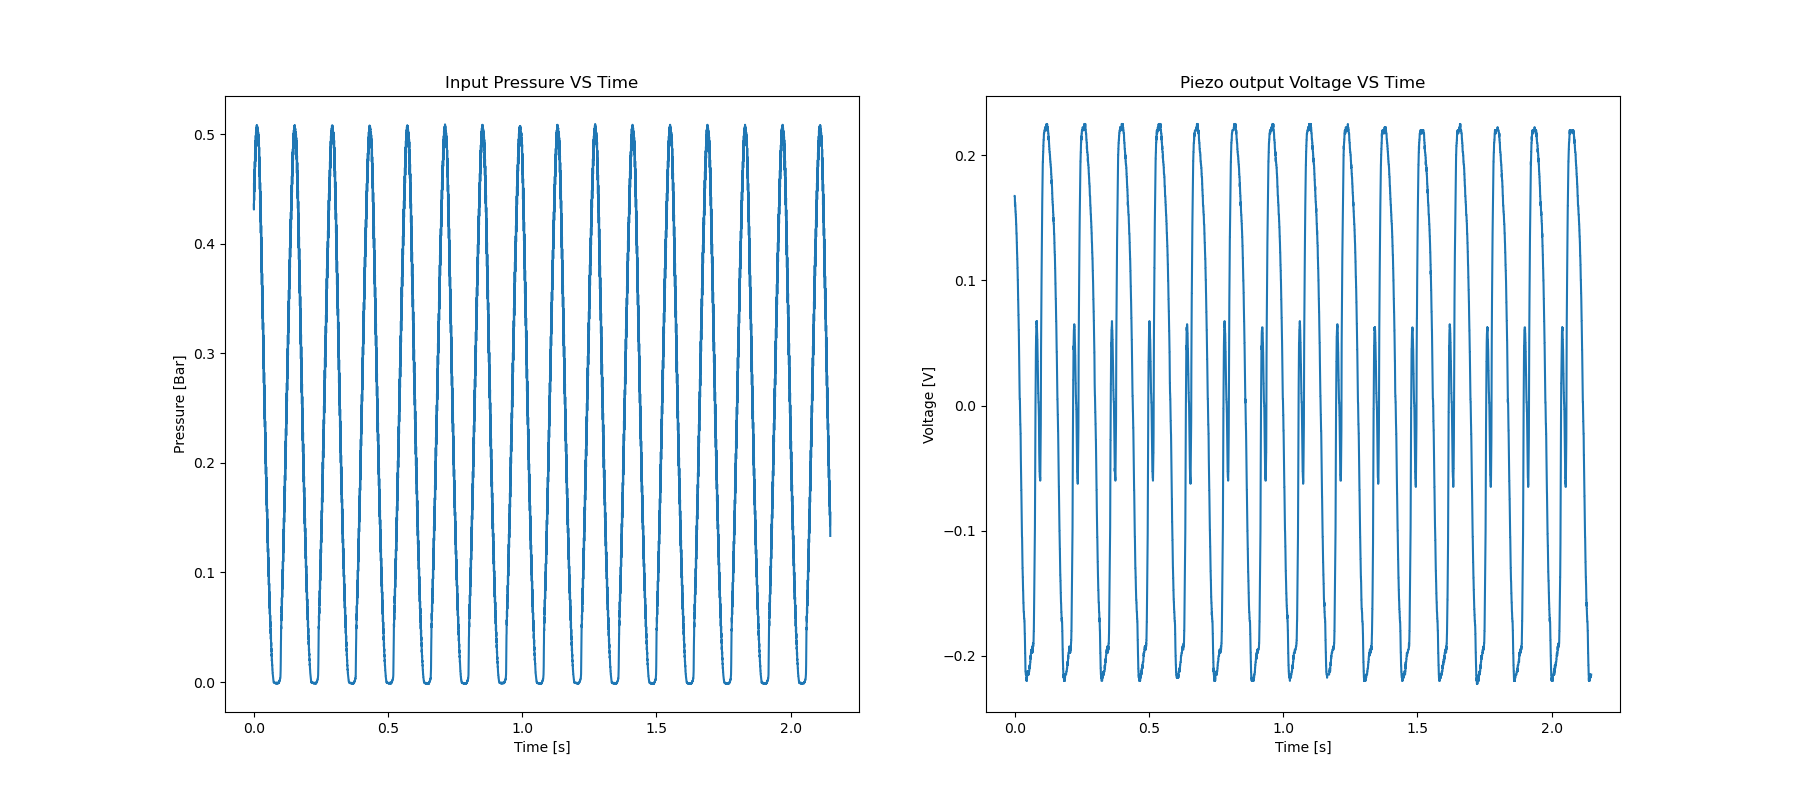 Input Pressure VS Time
Pressure [Bar]
0.5
0.4
0.3
0.2
0.1
0.0
0.0 0.5 1.0 1.5 2.0
Time [s]
Piezo output Voltage VS Time
Voltage [V]
0.2
0.1
0.0
−0.1
−0.2
0.0 0.5 1.0 1.5 2.0
Time [s]